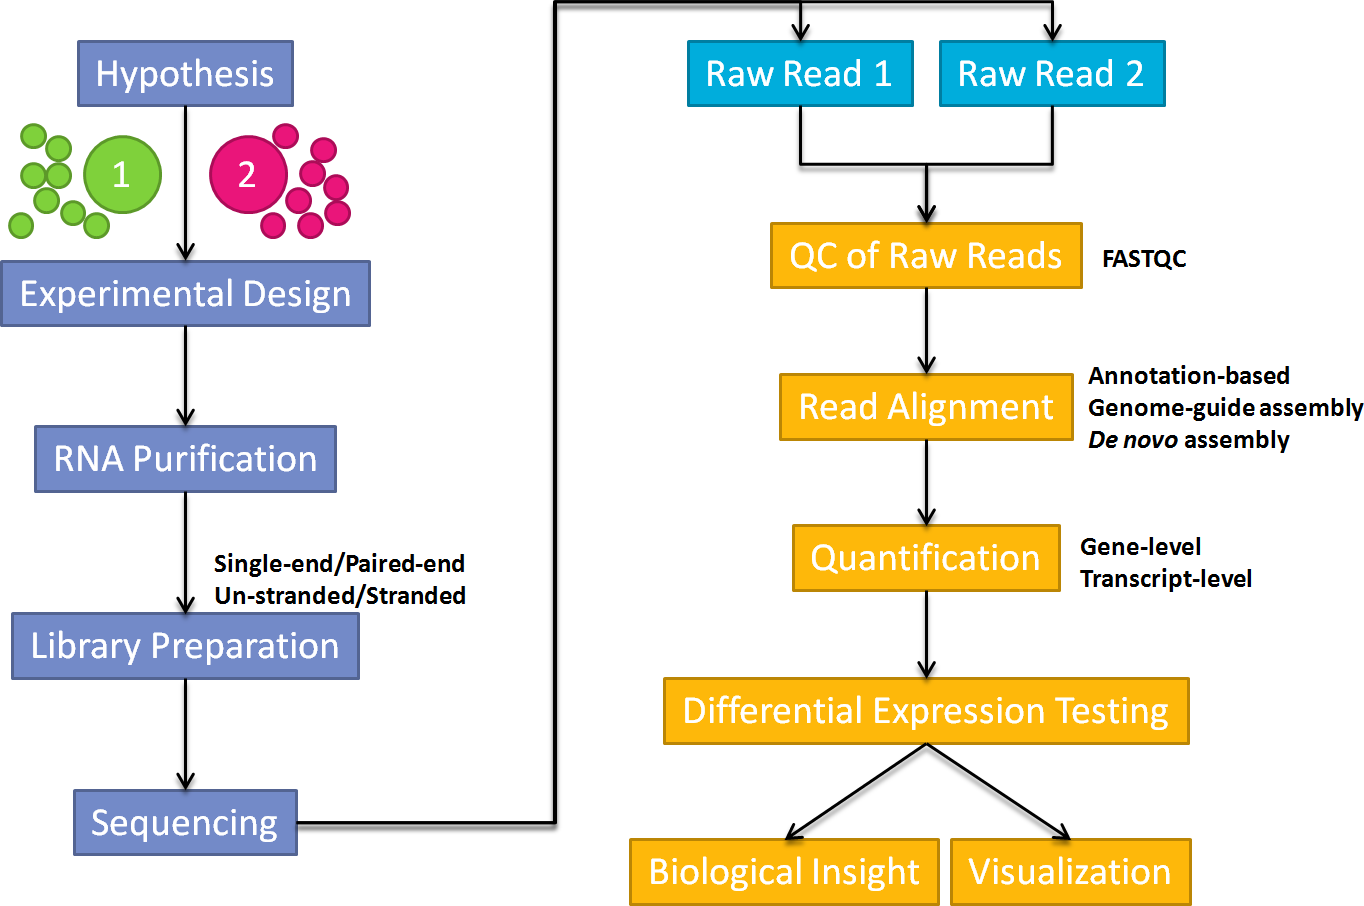 Hypothesis
1
2
Experimental Design
RNA Purification
Single-end/Paired-end
Un-stranded/Stranded
Library Preparation
Sequencing
Raw Read 1
Raw Read 2
QC of Raw Reads
FASTQC
Read Alignment
Annotation-based
Genome-guide assembly
De novo assembly
Quantification
Gene-level
Transcript-level
Differential Expression Testing
Biological Insight
Visualization